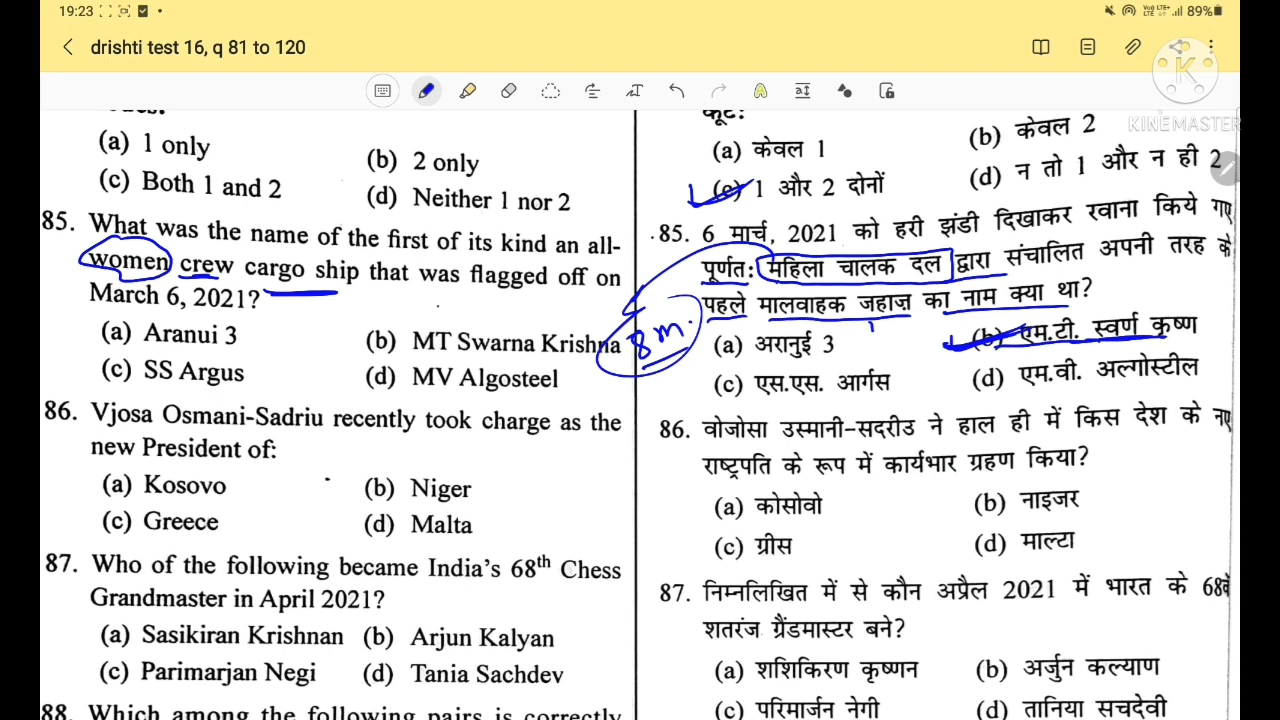 19:23
89%
drishti test 16, q 81 to 120
KINEMASTER
(a) 1 only
(b) 2 only
(c) Both 1 and 2
(d) Neither 1 nor 2
85. What was the name of the first of its kind an all-
women crew cargo ship that was flagged off on
March 6, 2021?
(a) Aranui 3
(b) MT Swarna Krishna
(c) SS Argus
(d) MV Algosteel
86. Vjosa Osmani-Sadriu recently took charge as the
new President of:
(a) Kosovo
(b) Niger
(c) Greece
(d) Malta
87. Who of the following became India's 68th Chess
Grandmaster in April 2021?
(a) Sasikiran Krishnan (b) Arjun Kalyan
(c) Parimarjan Negi (d) Tania Sachdev
88. Which among the following pairs is correctly
कूटः
(a) केवल 1
(b) केवल 2
(c) 1 और 2 दोनों
(d) न तो 1 और न ही 2
85. 6 मार्च, 2021 को हरी झंडी दिखाकर रवाना किये गए
पूर्णत: महिला चालक दल द्वारा संचालित अपनी तरह के
पहले मालवाहक जहाज़ का नाम क्या था?
8 m.
(a) अरानुई 3
(b) एम.टी. स्वर्ण कृष्ण
(c) एस.एस. आर्गस
(d) एम.वी. अल्गोस्टील
86. वोजोसा उस्मानी-सदरीउ ने हाल ही में किस देश के नए
राष्ट्रपति के रूप में कार्यभार ग्रहण किया?
(a) कोसोवो
(b) नाइजर
(c) ग्रीस
(d) माल्टा
87. निम्नलिखित में से कौन अप्रैल 2021 में भारत के 68वें
शतरंज ग्रैंडमास्टर बने?
(a) शशिकिरण कृष्णन
(b) अर्जुन कल्याण
(c) परिमार्जन नेगी
(d) तानिया सचदेवी